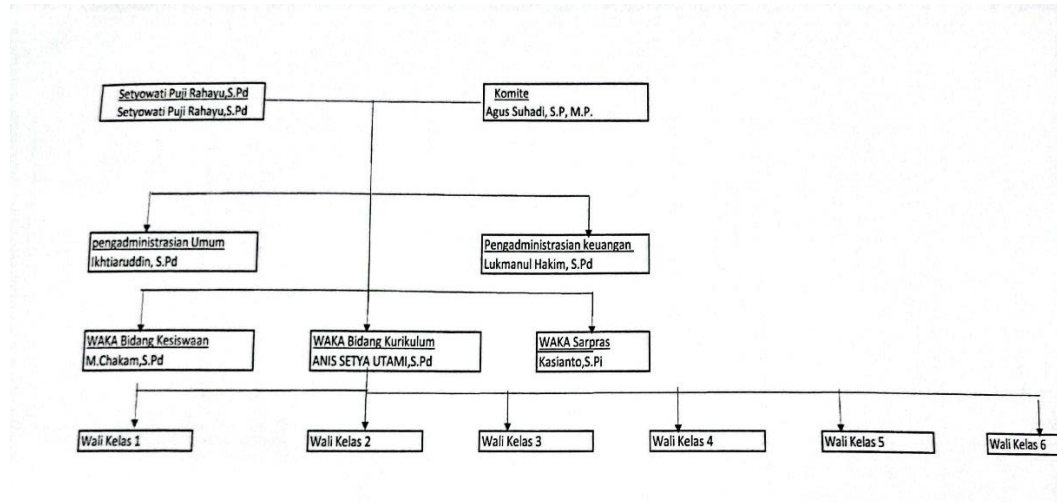 Setyowati Puji Rahayu,S.Pd
Setyowati Puji Rahayu,S.Pd
Komite
Agus Suhadi, S.P, M.P.
pengadministrasian Umum
Ikhtiaruddin, S.Pd
Pengadministrasian keuangan
Lukmanul Hakim, S.Pd
WAKA Bidang Kesiswaan
M.Chakam,S.Pd
WAKA Bidang Kurikulum
ANIS SETYA UTAMI,S.Pd
WAKA Sarpras
Kasianto,S.Pi
Wali Kelas 1
Wali Kelas 2
Wali Kelas 3
Wali Kelas 4
Wali Kelas 5
Wali Kelas 6